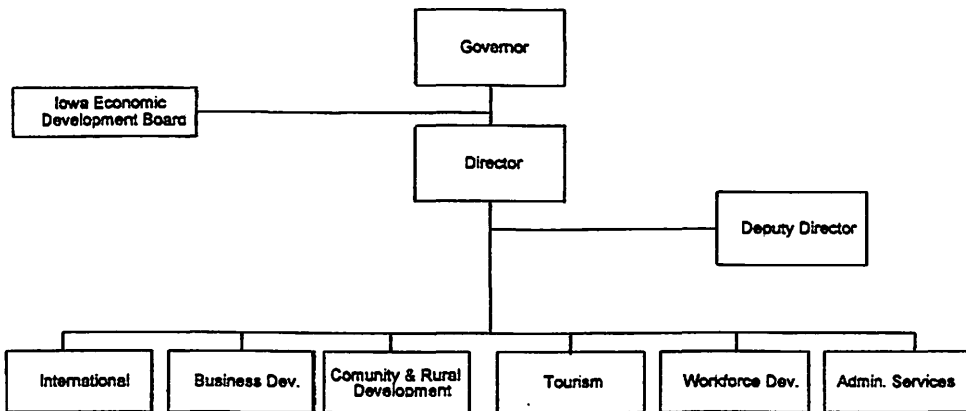 Governor
Iowa Economic
Development Board
Director
Deputy Director
International
Business Dev.
Comunity & Rural
Development
Tourism
Workforce Dev.
Admin. Services